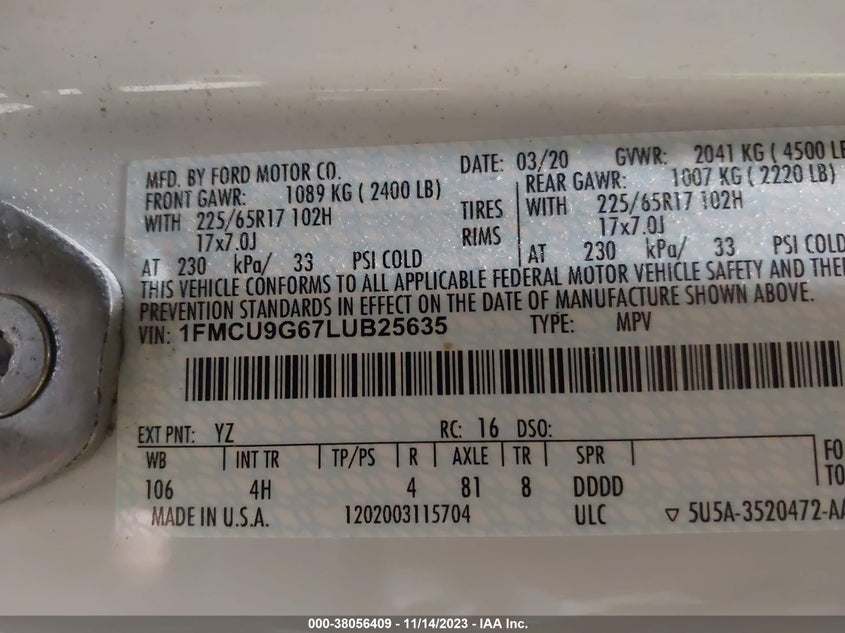 MFD. BY FORD MOTOR CO. DATE: 03/20 GVWR: 2041 KG ( 4500 LB
FRONT GAWR: 1089 KG ( 2400 LB) REAR GAWR: 1007 KG ( 2220 LB)
WITH 225/65R17 102H TIRES WITH 225/65R17 102H
17x7.0J RIMS 17x7.0J
AT 230 kPa/ 33 PSI COLD AT 230 kPa/ 33 PSI COLD
THIS VEHICLE CONFORMS TO ALL APPLICABLE FEDERAL MOTOR VEHICLE SAFETY AND THE
PREVENTION STANDARDS IN EFFECT ON THE DATE OF MANUFACTURE SHOWN ABOVE.
VIN: 1FMCU9G67LUB25635 TYPE: MPV
EXT PNT: YZ RC: 16 DSO:
WB INT TR TP/PS R AXLE TR SPR
106 4H 4 81 8 DDDD
FO
TO
MADE IN U.S.A. 1202003115704 ULC ▽ 5U5A-3520472-A
000-38056409 - 11/14/2023 - IAA Inc.